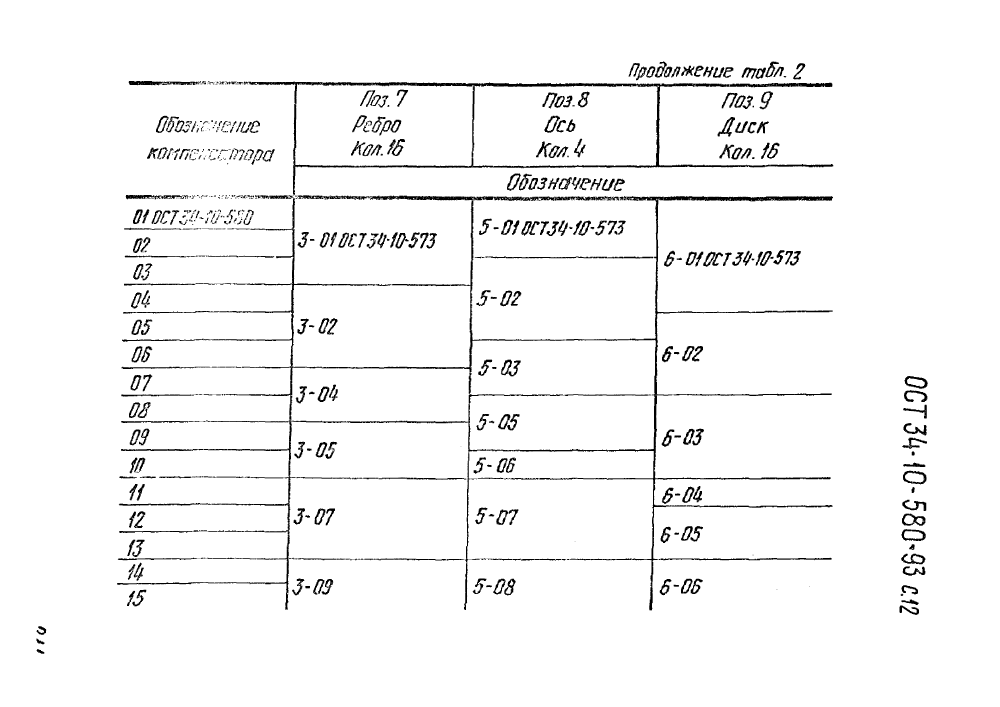 Продолжение табл. 2
Обозначение компенсатора
Поз. 7
Ребро
Кол. 16
Поз. 8
Ось
Кол. 4
Поз. 9
Диск
Кол. 16
Обозначение
01 ОСТ 34-10-580
02
03
04
05
06
07
08
09
10
11
12
13
14
15
3-01 ОСТ 34-10-573
3-02
3-04
3-05
3-07
3-09
5-01 ОСТ 34-10-573
5-02
5-03
5-05
5-06
5-07
5-08
6-01 ОСТ 34-10-573
6-02
6-03
6-04
6-05
6-06
ОСТ 34-10-580-93 с.12